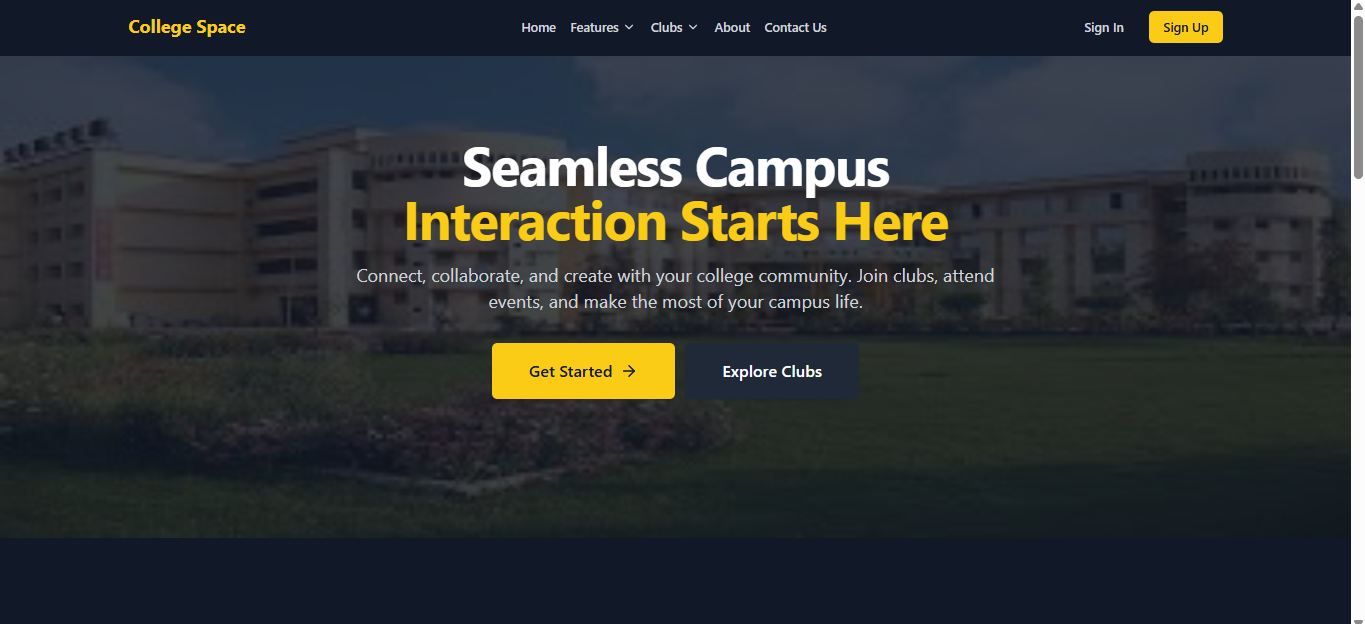 College Space
Home Features Clubs About Contact Us
Sign In
Sign Up
Seamless Campus
Interaction Starts Here
Connect, collaborate, and create with your college community. Join clubs, attend
events, and make the most of your campus life.
Get Started →
Explore Clubs